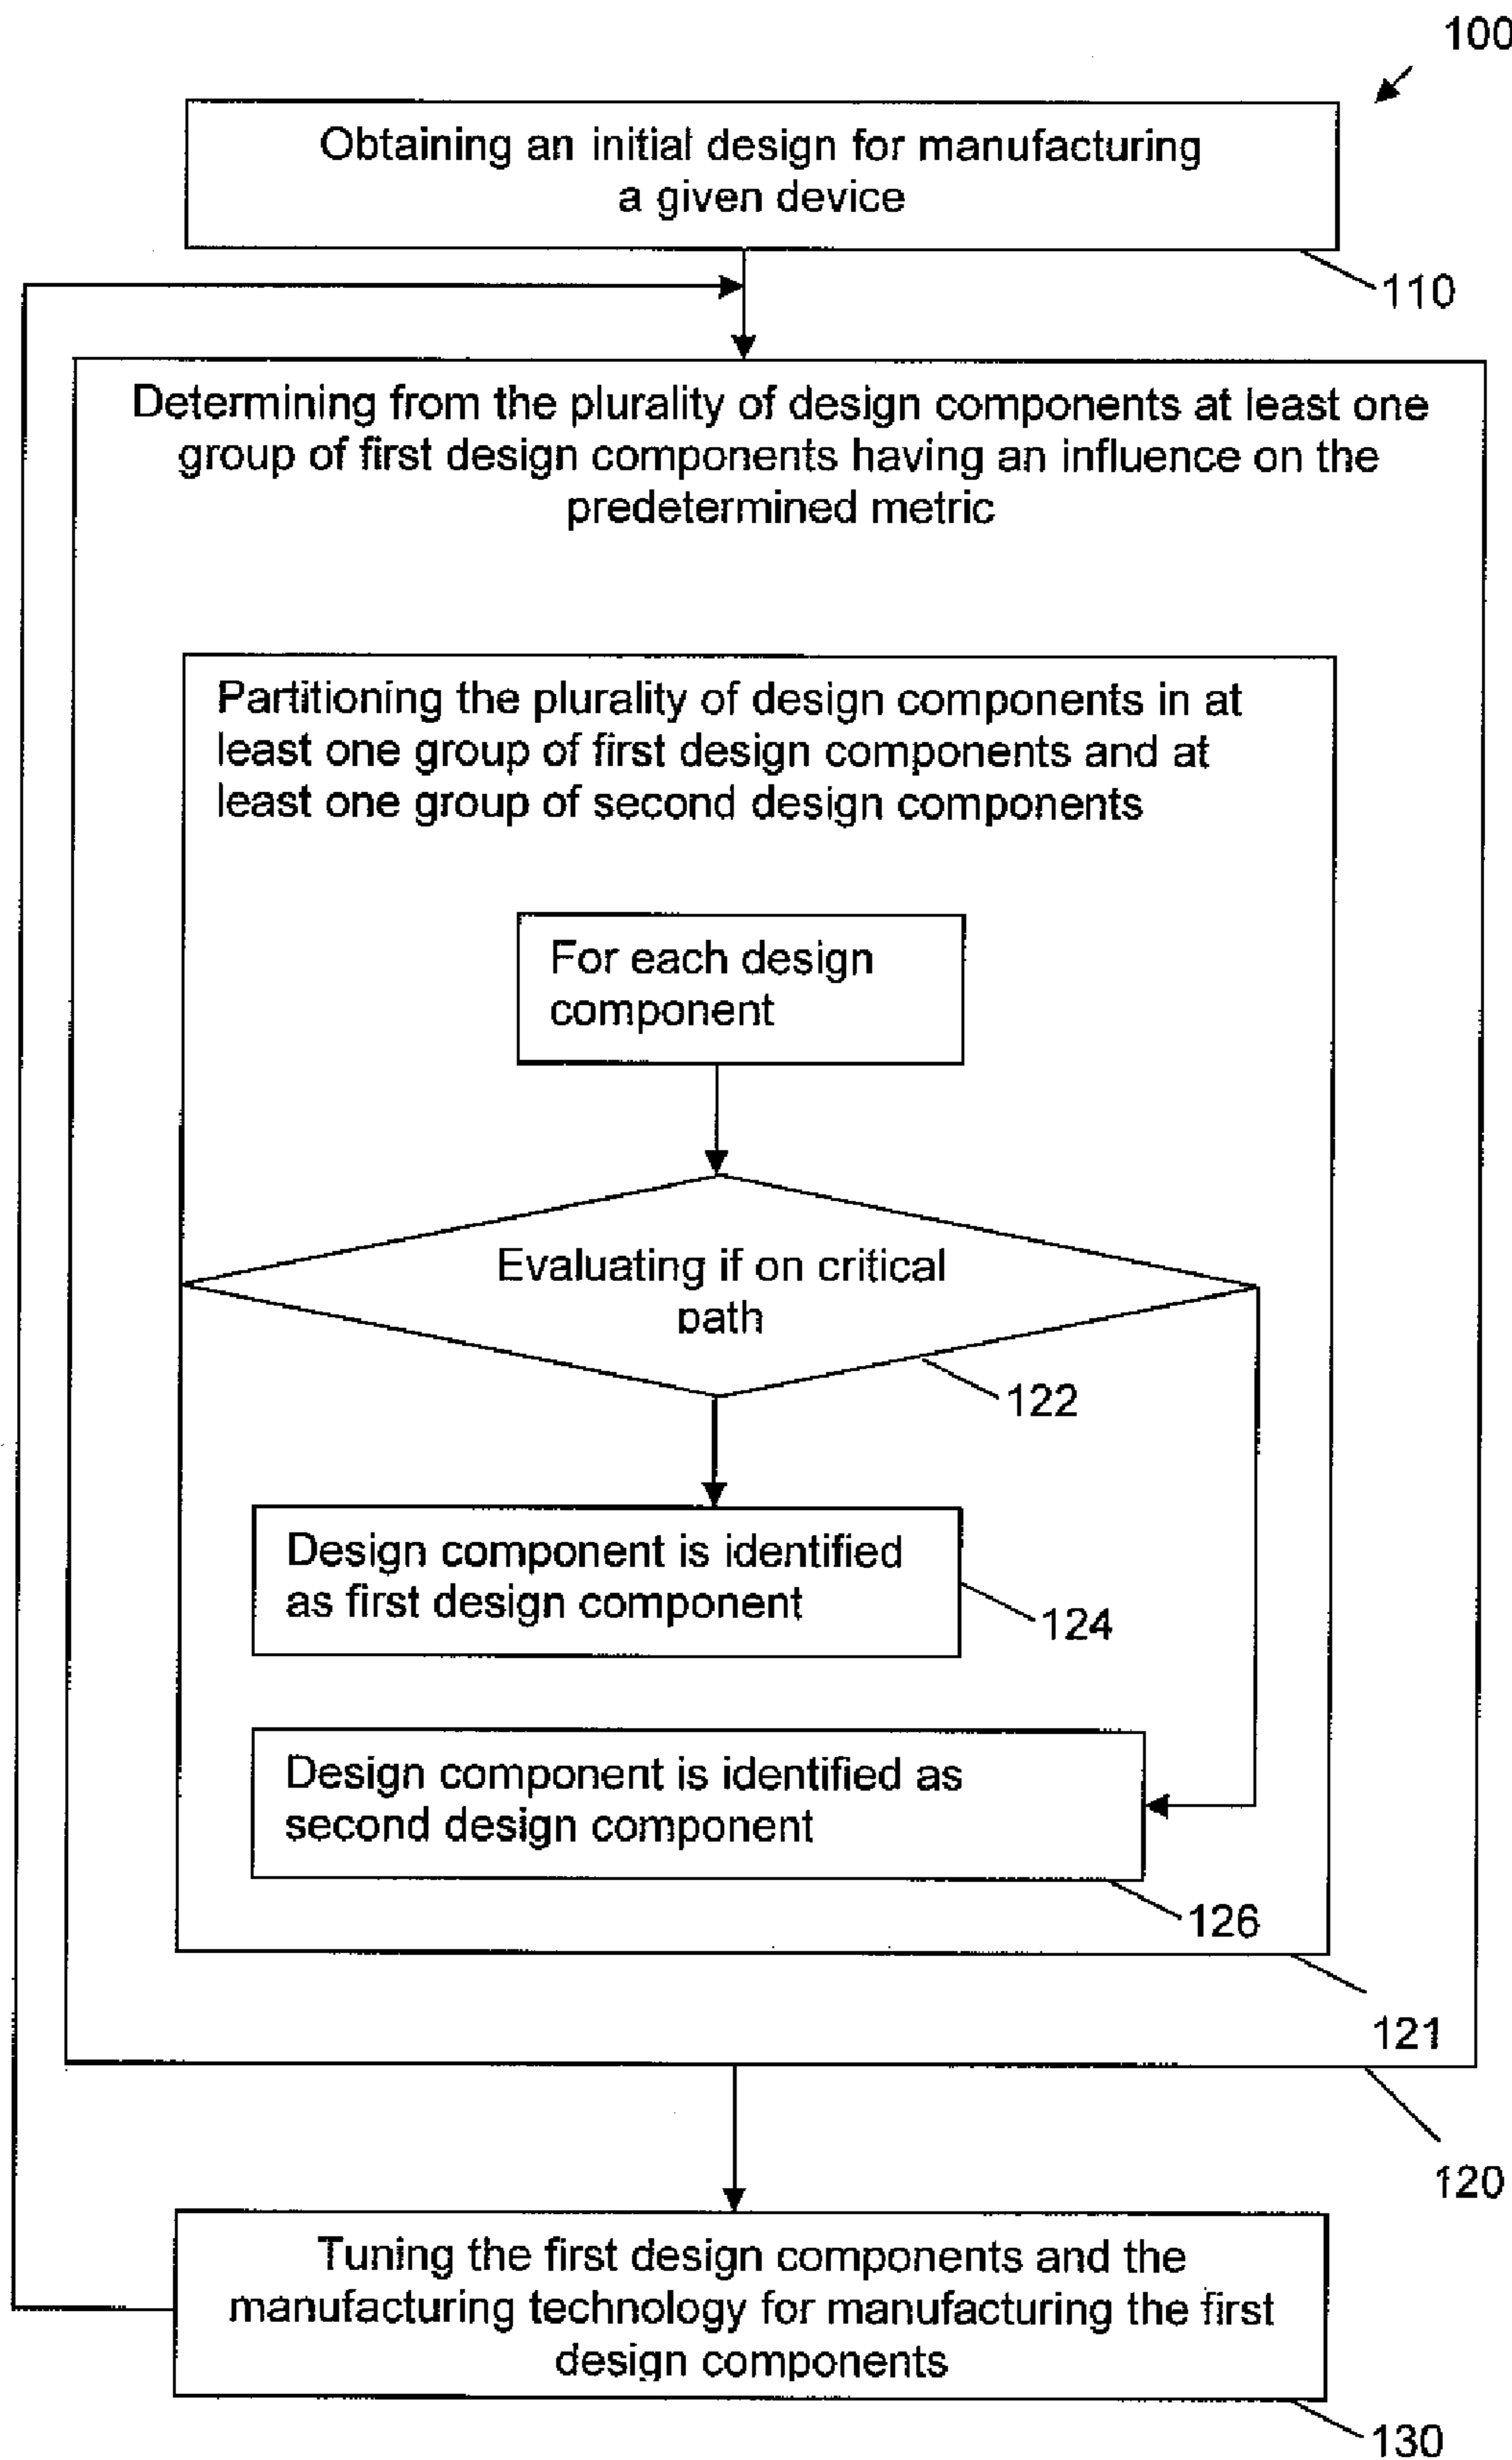 100
Obtaining an initial design for manufacturing
a given device
110
Determining from the plurality of design components at least one
group of first design components having an influence on the
predetermined metric
Partitioning the plurality of design components in at
least one group of first design components and at
least one group of second design components
For each design
component
Evaluating if on critical
path
122
Design component is identified
as first design component
124
Design component is identified as
second design component
126
121
120
Tuning the first design components and the
manufacturing technology for manufacturing the first
design components
130